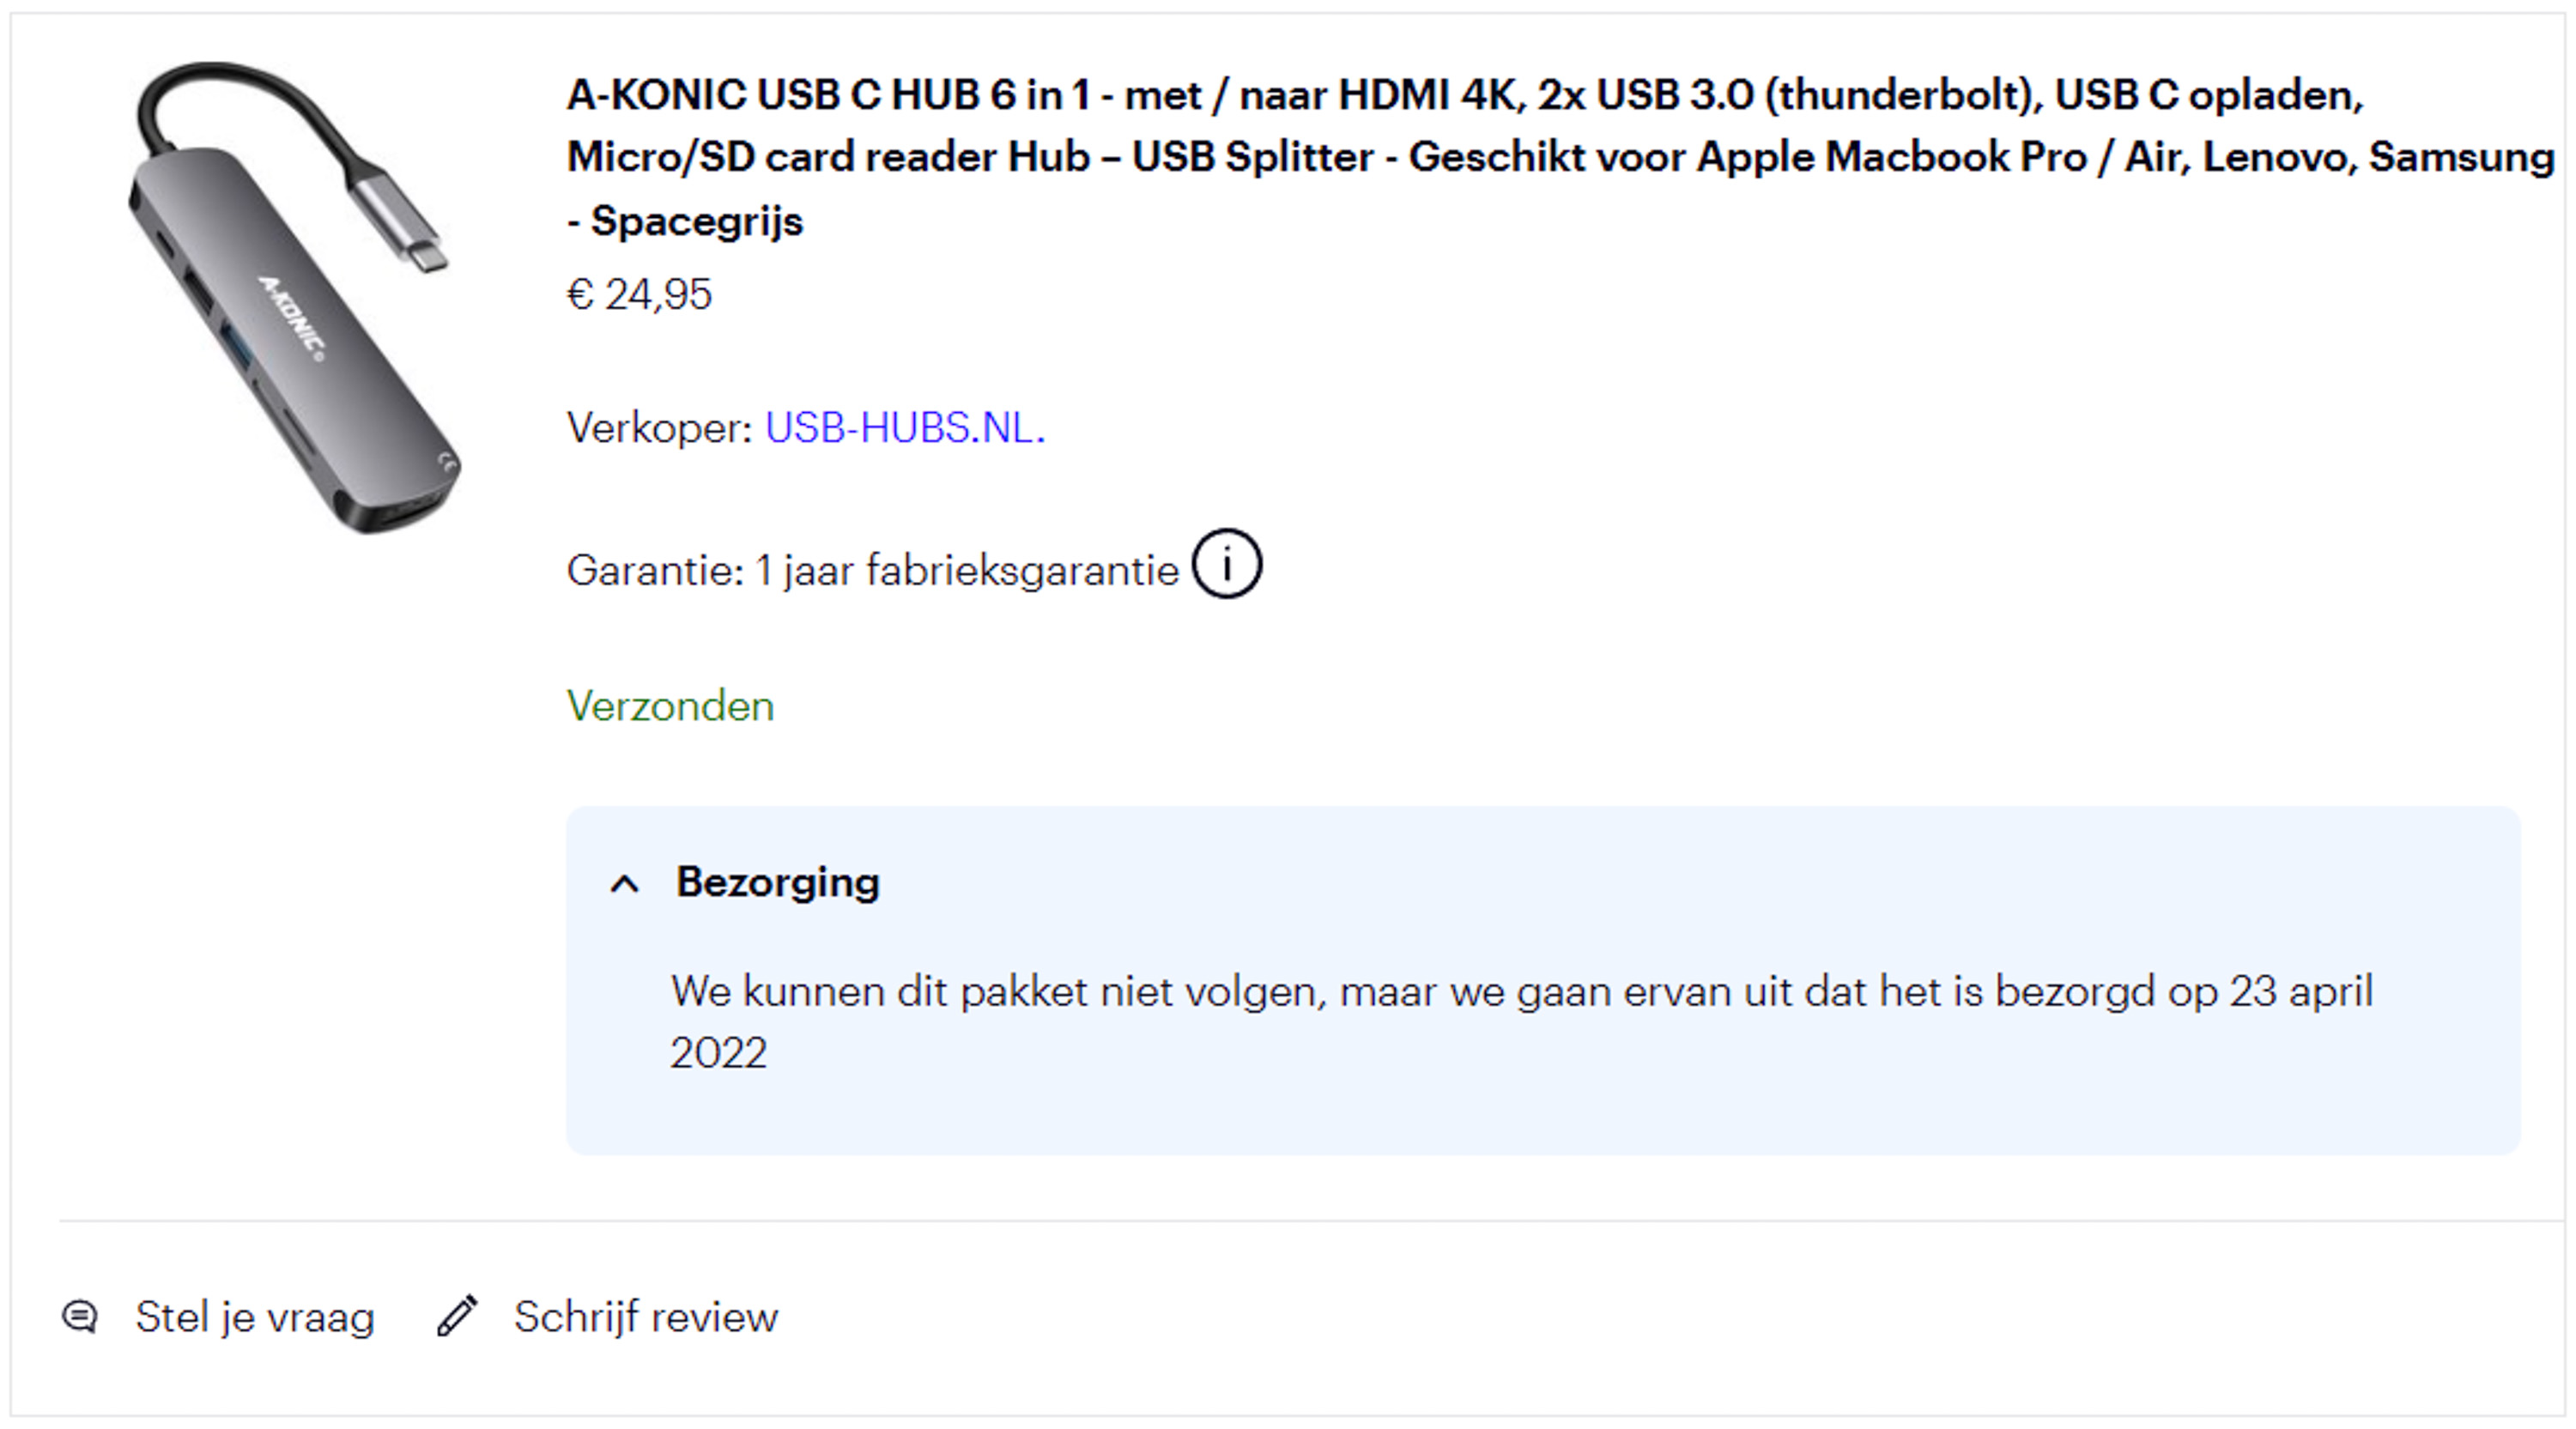 A-KONIC USB C HUB 6 in 1 - met / naar HDMI 4K, 2x USB 3.0 (thunderbolt), USB C opladen,
Micro/SD card reader Hub – USB Splitter - Geschikt voor Apple Macbook Pro / Air, Lenovo, Samsung
- Spacegrijs
€ 24,95
A-KONIC®
CE
Verkoper: USB-HUBS.NL.
Garantie: 1 jaar fabrieksgarantie i
Verzonden
Bezorging
We kunnen dit pakket niet volgen, maar we gaan ervan uit dat het is bezorgd op 23 april
2022
Stel je vraag Schrijf review